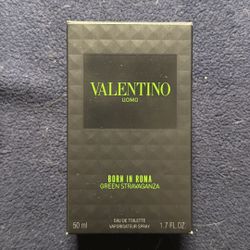 VALENTINO
UOMO
BORN IN ROMA
GREEN STRAVAGANZA
EAU DE TOILETTE
VAPORISATEUR SPRAY
50 ml 1.7 FL.OZ